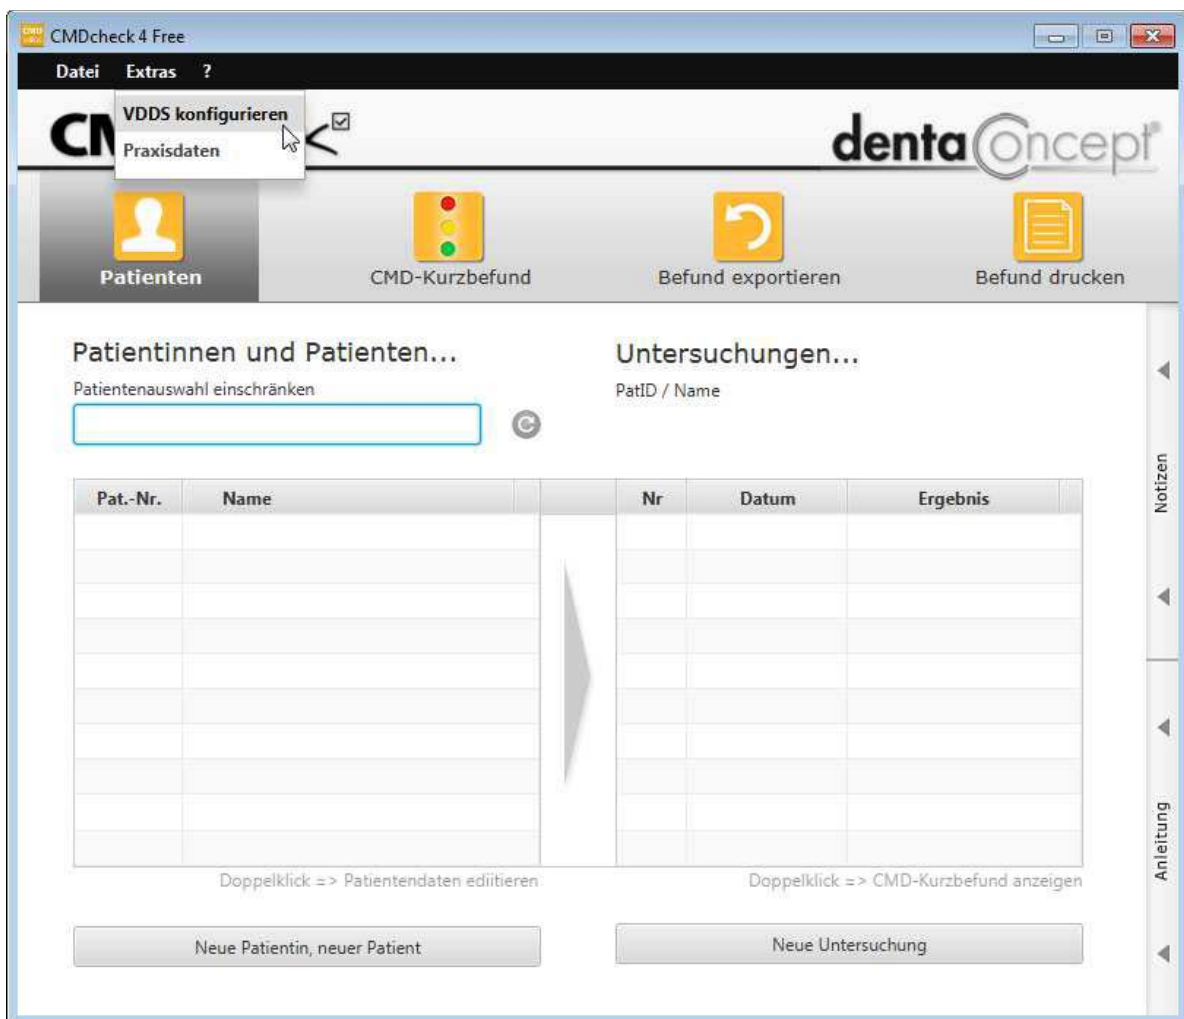 CMDcheck 4 Free
Datei Extras ?
VDDS konfigurieren
Praxisdaten
dentaConcept®
Patienten
CMD-Kurzbefund
Befund exportieren
Befund drucken
Patientinnen und Patienten...
Patientenauswahl einschränken
Untersuchungen...
PatID / Name
Pat.-Nr. Name
Nr Datum Ergebnis
Doppelklick => Patientendaten ediitieren
Doppelklick => CMD-Kurzbefund anzeigen
Neue Patientin, neuer Patient
Neue Untersuchung
Notizen
Anleitung